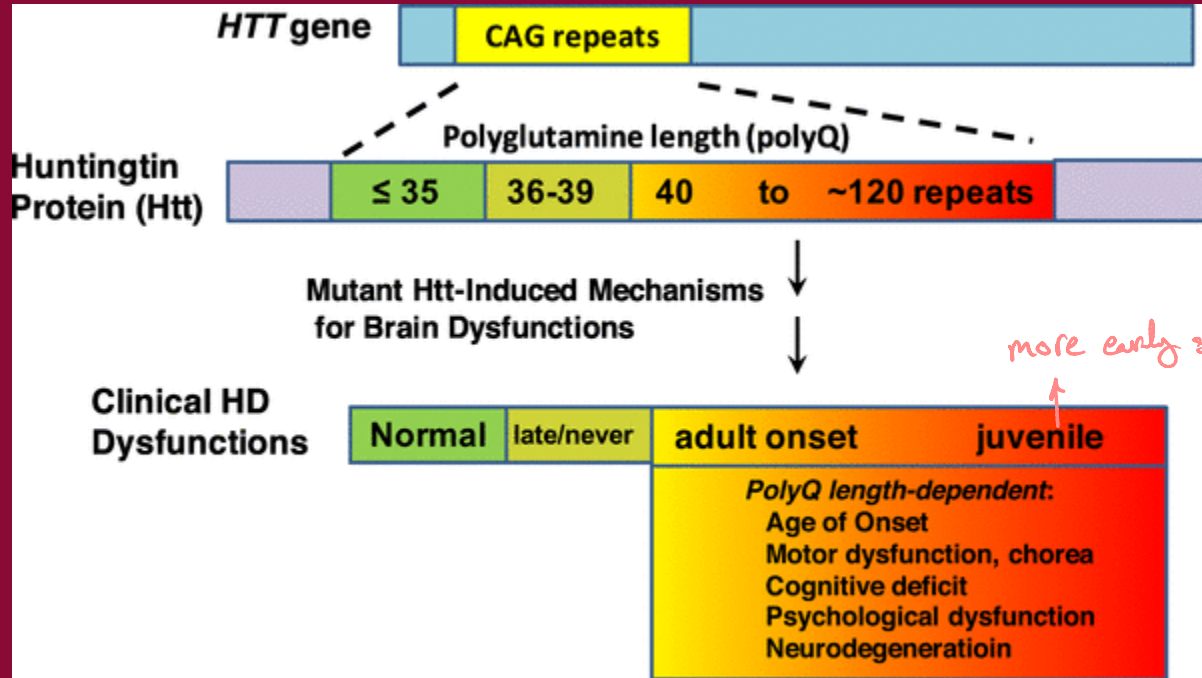 HTT gene
CAG repeats
Polyglutamine length (polyQ)
Huntingtin
Protein (Htt)
≤ 35 36-39 40 to ~120 repeats
Mutant Htt-Induced Mechanisms
for Brain Dysfunctions
more early
Clinical HD
Dysfunctions
Normal late/never adult onset juvenile
PolyQ length-dependent:
Age of Onset
Motor dysfunction, chorea
Cognitive deficit
Psychological dysfunction
Neurodegeneratioin